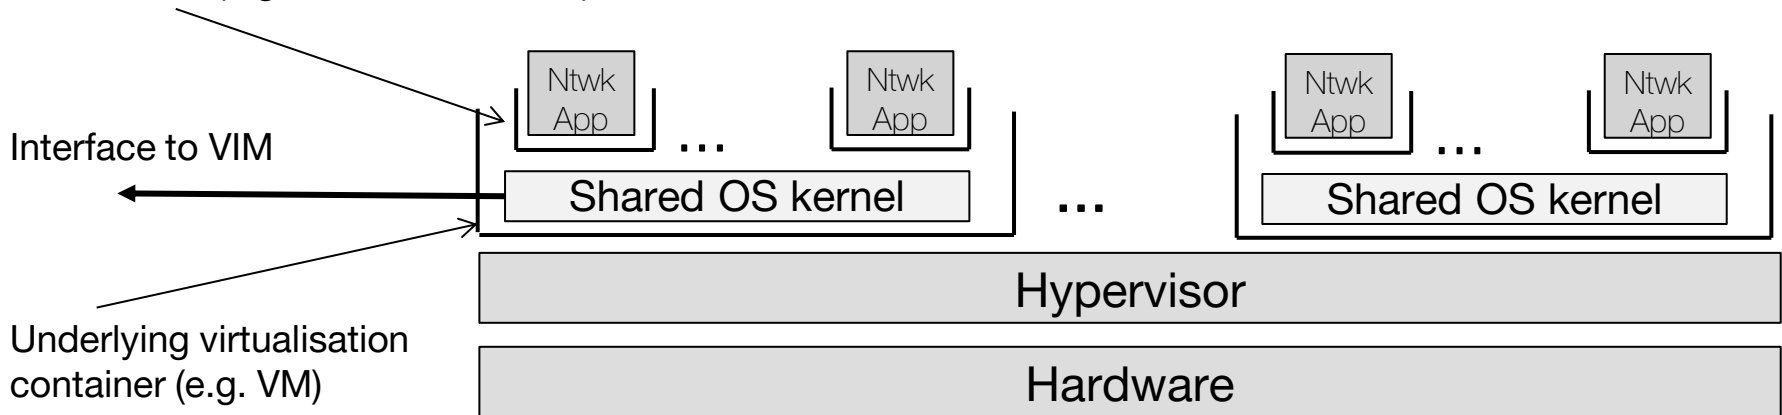 Ntwk
App
Ntwk
App
Ntwk
App
Ntwk
App
...
...
Interface to VIM
Shared OS kernel
...
Shared OS kernel
Hypervisor
Underlying virtualisation
container (e.g. VM)
Hardware